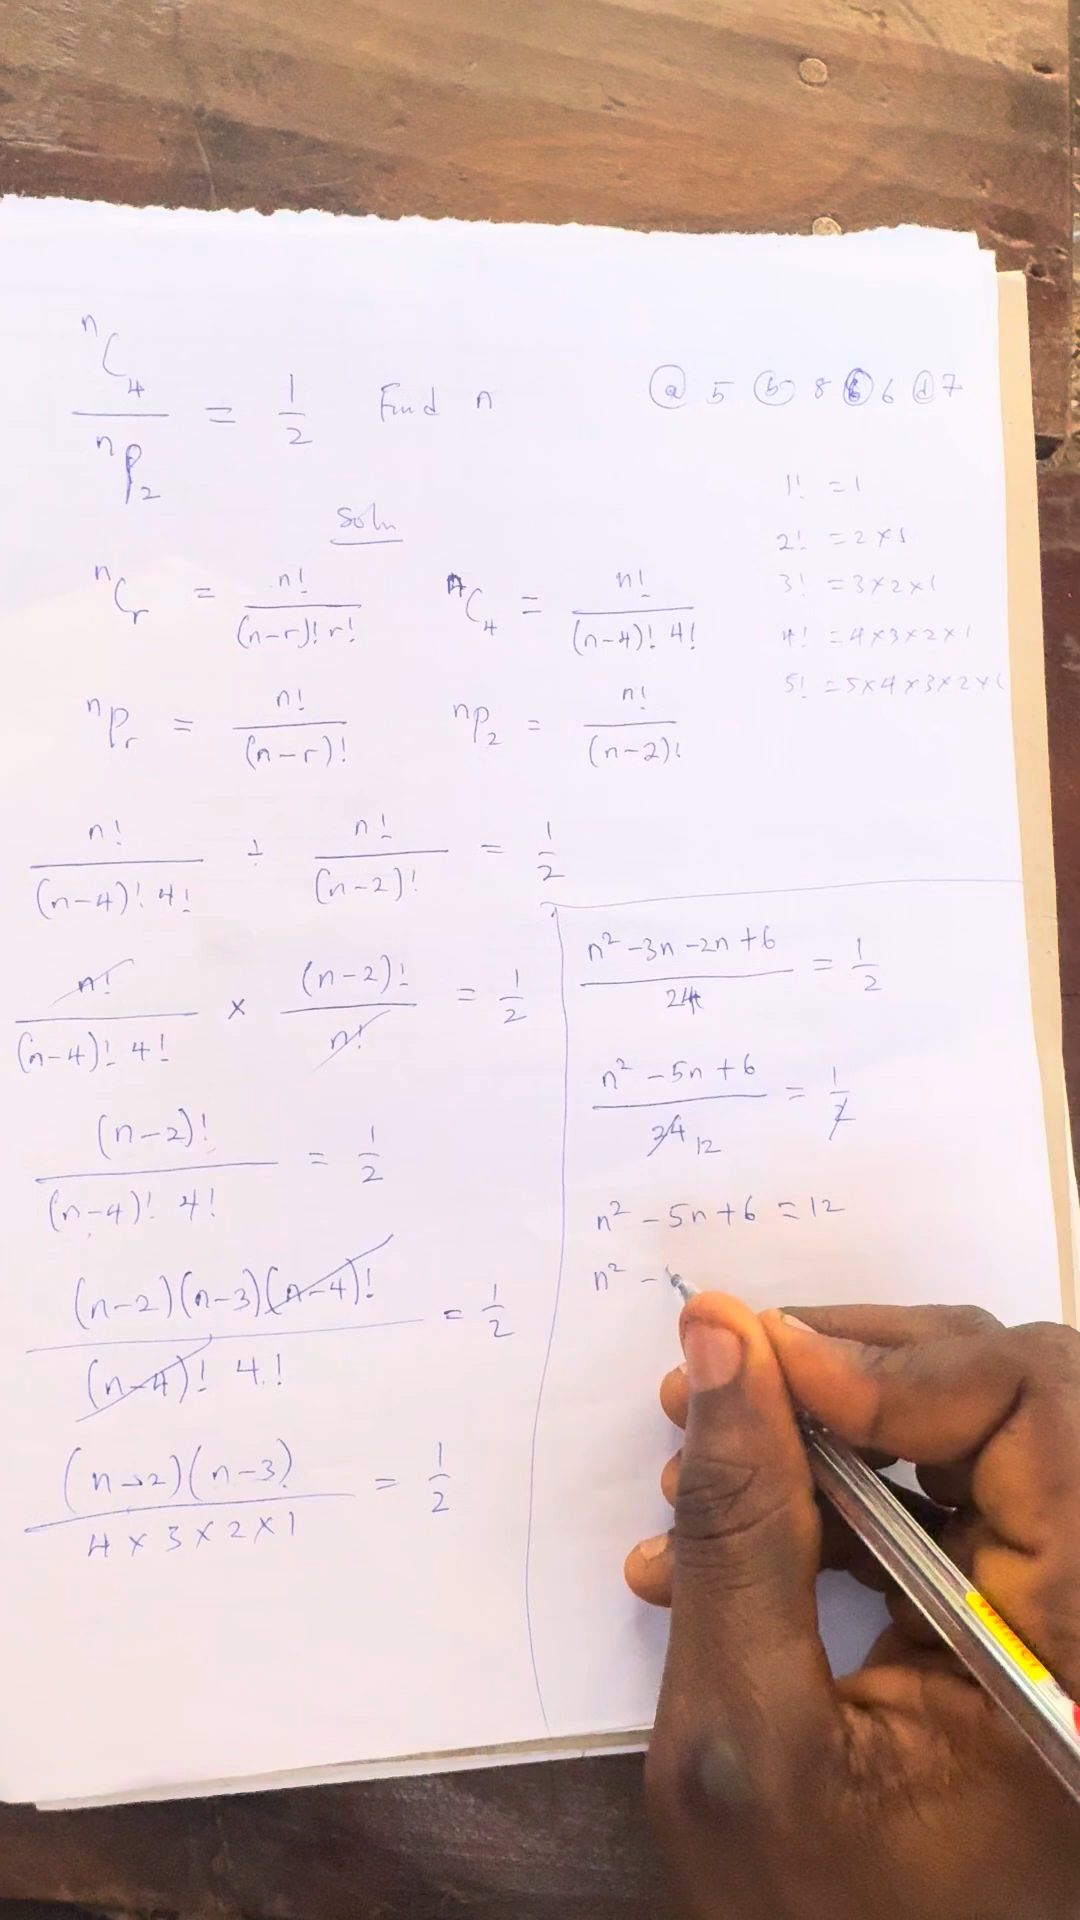 ⁿC₄/ⁿP₂ = 1/2 Find n
(a) 5 (b) 8 (c) 6 (d) 7
Soln
1! = 1
2! = 2×1
3! = 3×2×1
4! = 4×3×2×1
5! = 5×4×3×2×1
ⁿCᵣ = n!/(n-r)! r! ⁿC₄ = n!/(n-4)! 4!
ⁿPᵣ = n!/(n-r)! ⁿP₂ = n!/(n-2)!
n!/(n-4)! 4! ÷ n!/(n-2)! = 1/2
n!/(n-4)! 4! × (n-2)!/n! = 1/2
(n-2)!/(n-4)! 4! = 1/2
(n-2)(n-3)(n-4)!/(n-4)! 4! = 1/2
(n-2)(n-3)/4×3×2×1 = 1/2
n² -3n -2n +6/24 = 1/2
n² -5n +6/24 12 = 1/2
n² -5n +6 = 12
n² -
Winner